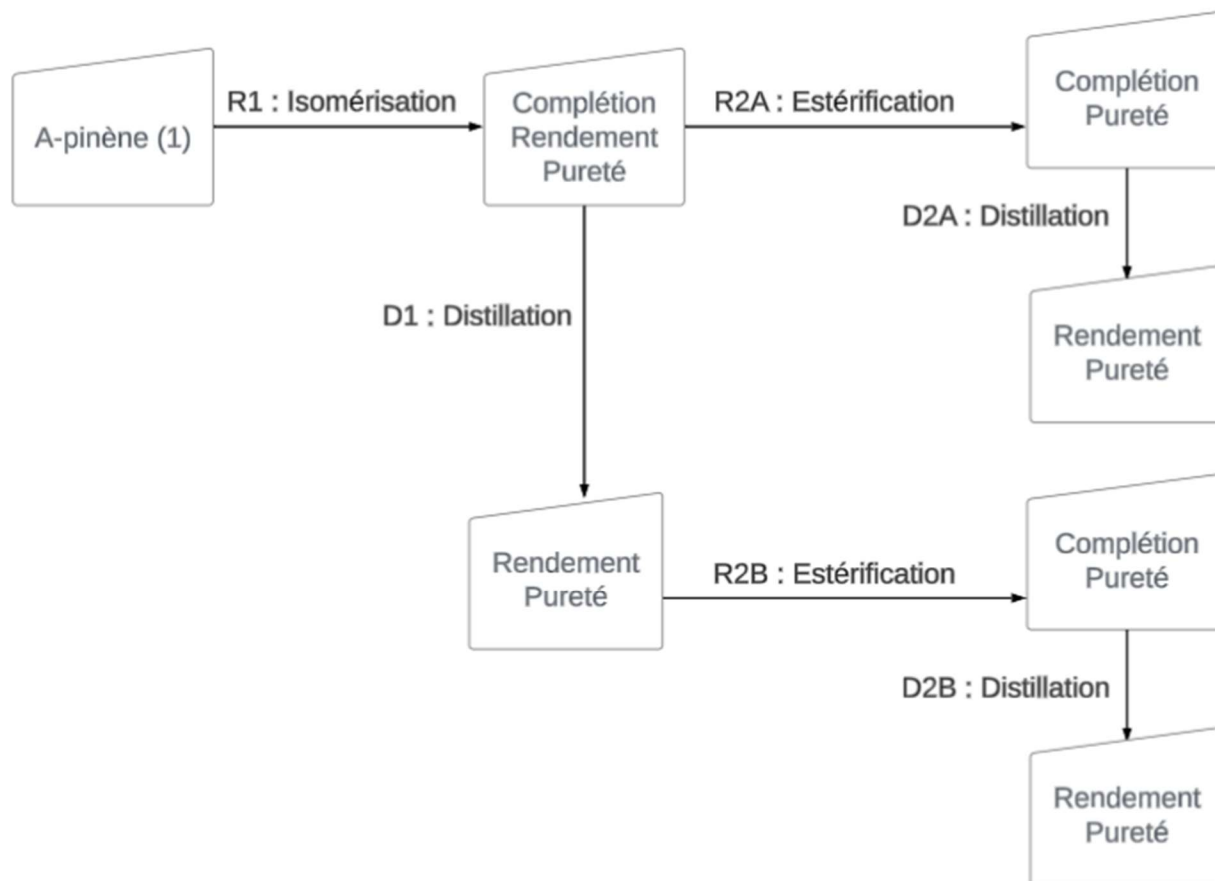 A-pinène (1)
R1 : Isomérisation
Complétion
Rendement
Pureté
R2A : Estérification
Complétion
Pureté
D2A : Distillation
Rendement
Pureté
D1 : Distillation
Rendement
Pureté
R2B : Estérification
Complétion
Pureté
D2B : Distillation
Rendement
Pureté